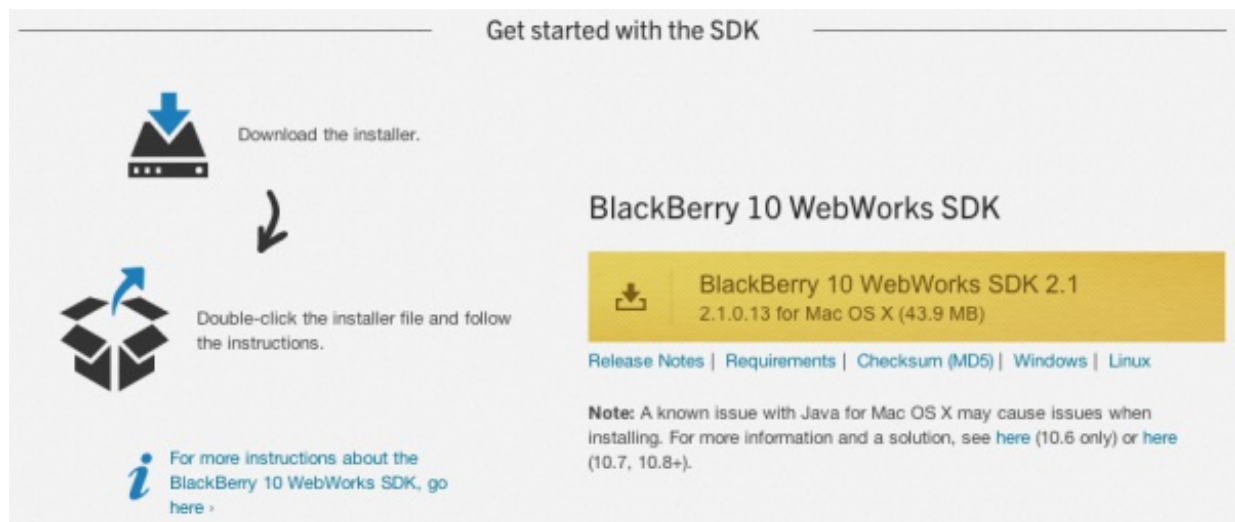 Get started with the SDK
Download the installer.
Double-click the installer file and follow
the instructions.
For more instructions about the
BlackBerry 10 WebWorks SDK, go
here ›
BlackBerry 10 WebWorks SDK
BlackBerry 10 WebWorks SDK 2.1
2.1.0.13 for Mac OS X (43.9 MB)
Release Notes | Requirements | Checksum (MD5) | Windows | Linux
Note: A known issue with Java for Mac OS X may cause issues when
installing. For more information and a solution, see here (10.6 only) or here
(10.7, 10.8+).